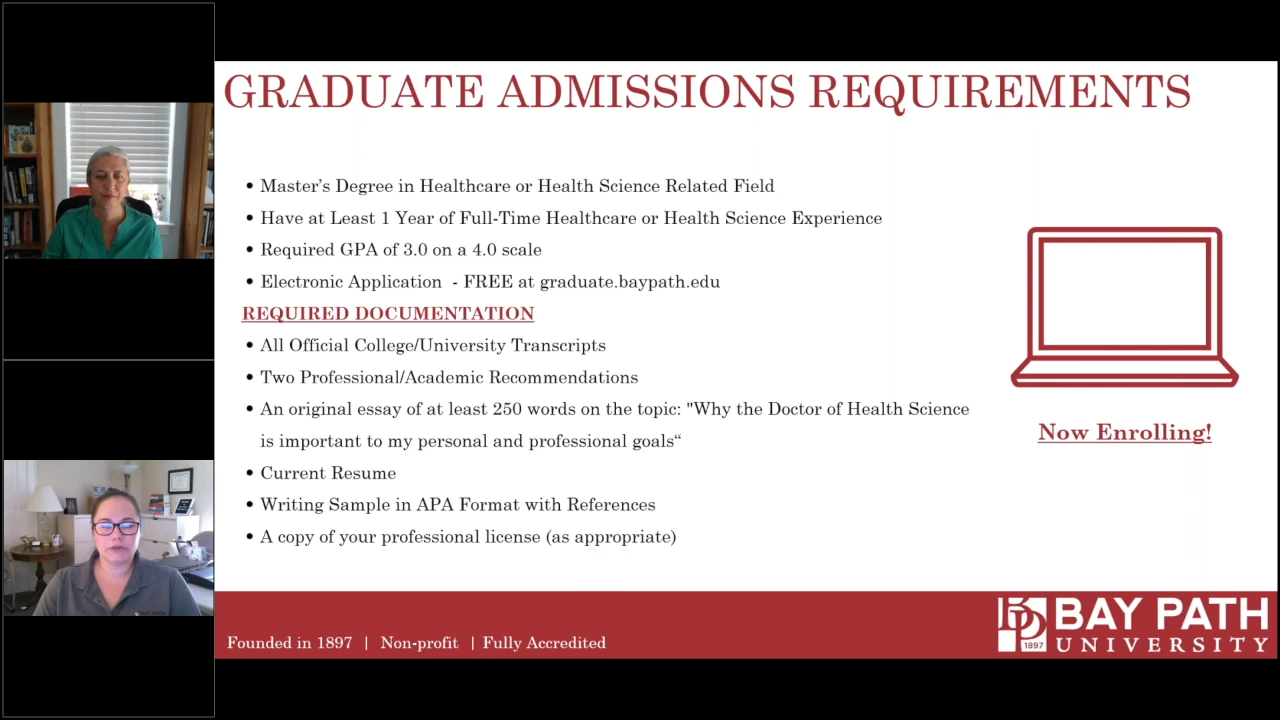 GRADUATE ADMISSIONS REQUIREMENTS
• Master's Degree in Healthcare or Health Science Related Field
• Have at Least 1 Year of Full-Time Healthcare or Health Science Experience
• Required GPA of 3.0 on a 4.0 scale
• Electronic Application - FREE at graduate.baypath.edu
REQUIRED DOCUMENTATION
• All Official College/University Transcripts
• Two Professional/Academic Recommendations
• An original essay of at least 250 words on the topic: "Why the Doctor of Health Science
is important to my personal and professional goals“
• Current Resume
• Writing Sample in APA Format with References
• A copy of your professional license (as appropriate)
Now Enrolling!
Founded in 1897 | Non-profit | Fully Accredited
1897
BAY PATH
UNIVERSITY